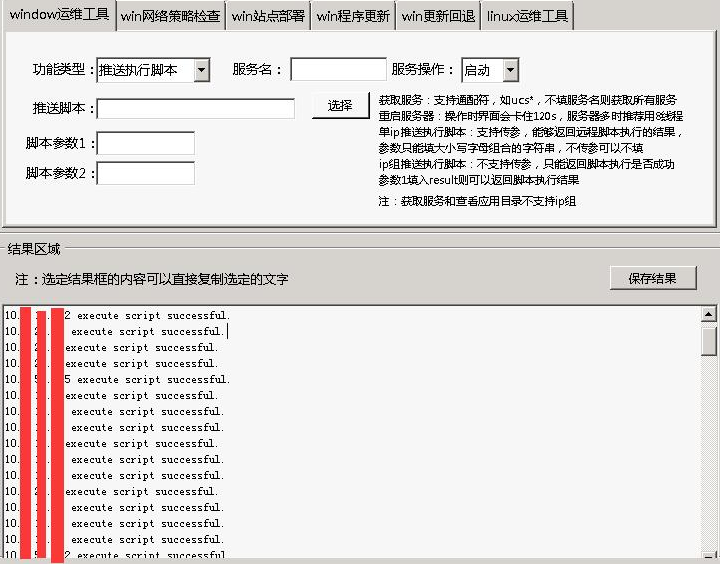 window运维工具 win网络策略检查 win站点部署 win程序更新 win更新回退 linux运维工具
功能类型： 推送执行脚本 服务名： 服务操作： 启动
推送脚本： 选择
脚本参数1：
脚本参数2：
获取服务：支持通配符，如ucs*，不填服务名则获取所有服务
重启服务器：操作时界面会卡住120s，服务器多时推荐用8线程
单ip推送执行脚本：支持传参，能够返回远程脚本执行的结果，
参数只能填大小写字母组合的字符串，不传参可以不填
ip组推送执行脚本：不支持传参，只能返回脚本执行是否成功
参数1填入result则可以返回脚本执行结果
注：获取服务和查看应用目录不支持ip组
结果区域
注：选定结果框的内容可以直接复制选定的文字 保存结果
10. 2 execute script successful.
10. 2 execute script successful.
10. 2 execute script successful.
10. 2 execute script successful.
10. 5 5 execute script successful.
10. execute script successful.
10. execute script successful.
10. execute script successful.
10. execute script successful.
10. execute script successful.
10. execute script successful.
10. 2 execute script successful.
10. execute script successful.
10. execute script successful.
10. execute script successful.
10. 5 2 execute script successful.